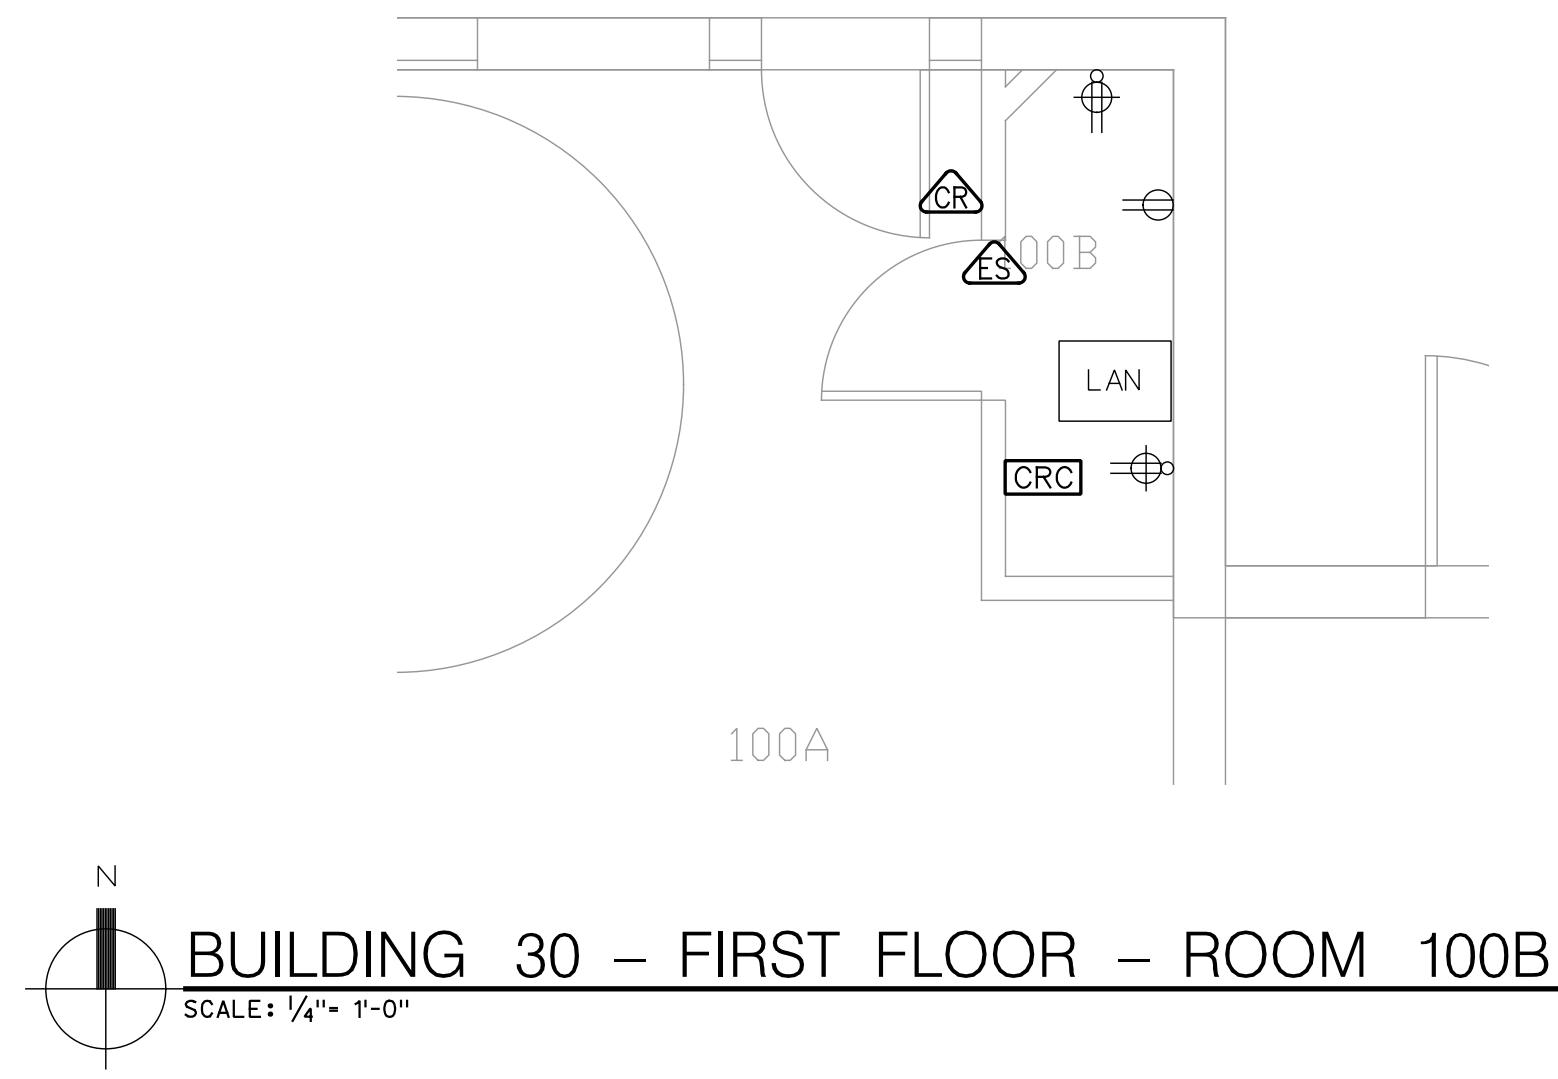 CR
100B
ES
LAN
CRC
100A
N
BUILDING 30 – FIRST FLOOR – ROOM 100B
SCALE: 1/4"= 1'-0"